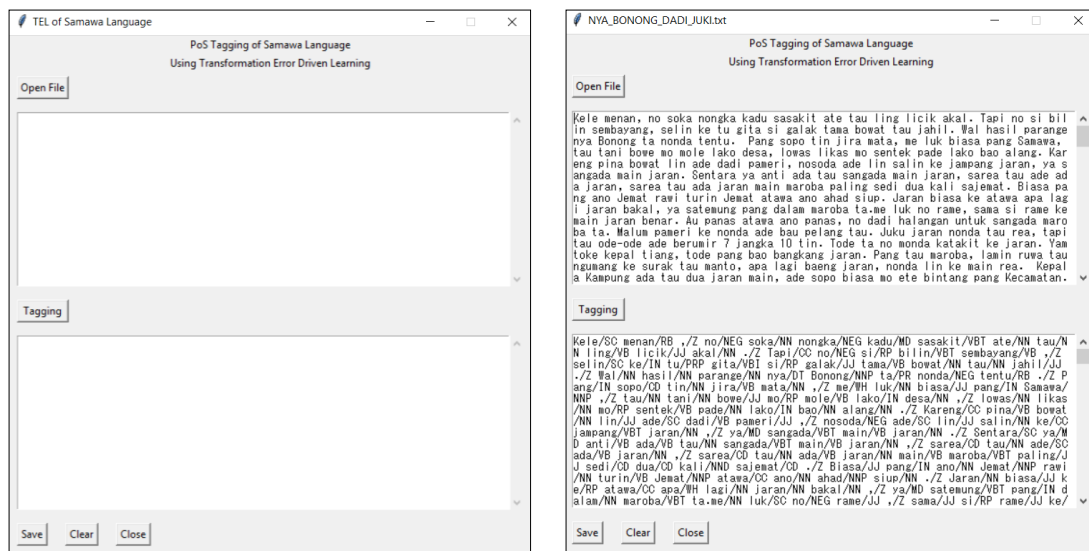 TEL of Samawa Language
PoS Tagging of Samawa Language
Using Transformation Error Driven Learning
Open File
Tagging
Save Clear Close
NYA_BONONG_DADI_JUKI.txt
PoS Tagging of Samawa Language
Using Transformation Error Driven Learning
Open File
Kele menan, no soka nongka kadu sasakit ate tau ling licik akal. Tapi no si bil
in sembayang, selin ke tu gita si galak tama bowat tau jahil. Wal hasil parange
nya Bonong ta nonda tentu.  Pang sopo tin jira mata, me luk biasa pang Samawa,
tau tani bowe mo mole lako desa, lowas likas mo sentek pade lako bao alang. Kar
eng pina bowat lin ade dadi pameri, nosoda ade lin salin ke jampang jaran, ya s
angada main jaran. Sentara ya anti ada tau sangada main jaran, sarea tau ade ad
a jaran, sarea tau ada jaran main maroba paling sedi dua kali sajemat. Biasa pa
ng ano Jemat rawi turin Jemat atawa ano ahad siup. Jaran biasa ke atawa apa lag
i jaran bakal, ya satemung pang dalam maroba ta.me luk no rame, sama si rame ke
main jaran benar. Au panas atawa ano panas, no dadi halangan untuk sangada maro
ba ta. Malum pameri ke nonda ade bau pelang tau. Juku jaran nonda tau rea, tapi
tau ode-ode ade berumir 7 jangka 10 tin. Tode ta no monda katakit ke jaran. Yam
toke kepal tiang, tode pang bao bangkang jaran. Pang tau maroba, lamin ruwa tau
ngumang ke surak tau manto, apa lagi baeng jaran, nonda lin ke main rea.  Kepal
a Kampung ada tau dua jaran main, ade sopo biasa mo ete bintang pang Kecamatan.
Tagging
Kele/SC menan/RB ,/Z no/NEG soka/NN nongka/NEG kadu/MD sasakit/VBT ate/NN tau/N
N ling/VB licik/JJ akal/NN ./Z Tapi/CC no/NEG si/RP bilin/VBT sembayang/VB ,/Z
selin/SC ke/IN tu/PRP gita/VBI si/RP galak/JJ tama/VB bowat/NN tau/NN jahil/JJ
./Z Wal/NN hasil/NN parange/NN nya/DT Bonong/NNP ta/PR nonda/NEG tentu/RB ./Z P
ang/IN sopo/CD tin/NN jira/VB mata/NN ,/Z me/WH luk/NN biasa/JJ pang/IN Samawa/
NNP ,/Z tau/NN tani/NN bowe/JJ mo/RP mole/VB lako/IN desa/NN ,/Z lowas/NN likas
/NN mo/RP sentek/VB pade/NN lako/IN bao/NN alang/NN ./Z Kareng/CC pina/VB bowat
/NN lin/JJ ade/SC dadi/VB pameri/JJ ,/Z nosoda/NEG ade/SC lin/JJ salin/NN ke/CC
jampang/VBT jaran/NN ,/Z ya/MD sangada/VBT main/VB jaran/NN ./Z Sentara/SC ya/M
D anti/VB ada/VB tau/NN sangada/VBT main/VB jaran/NN ,/Z sarea/CD tau/NN ade/SC
ada/VB jaran/NN ,/Z sarea/CD tau/NN ada/VB jaran/NN main/VB maroba/VBT paling/J
J sedi/CD dua/CD kali/NND sajemat/CD ./Z Biasa/JJ pang/IN ano/NN Jemat/NNP rawi
/NN turin/VB Jemat/NNP atawa/CC ano/NN ahad/NNP siup/NN ./Z Jaran/NN biasa/JJ k
e/RP atawa/CC apa/WH lagi/NN jaran/NN bakal/NN ,/Z ya/MD satemung/VBT pang/IN d
alam/NN maroba/VBT ta.me/NN luk/SC no/NEG rame/JJ ,/Z sama/JJ si/RP rame/JJ ke/
Save Clear Close